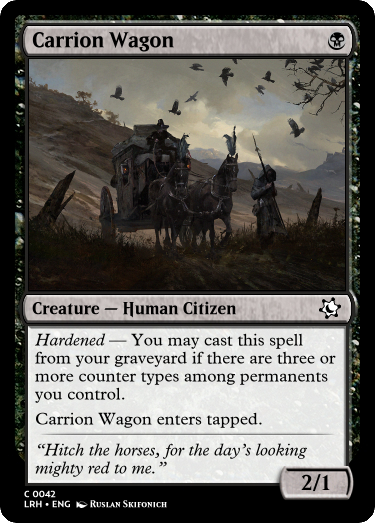 Carrion Wagon
Creature — Human Citizen
Hardened — You may cast this spell
from your graveyard if there are three or
more counter types among permanents
you control.
Carrion Wagon enters tapped.
“Hitch the horses, for the day's looking
mighty red to me.”
2/1
C 0042
LRH • ENG Ruslan Skifonich